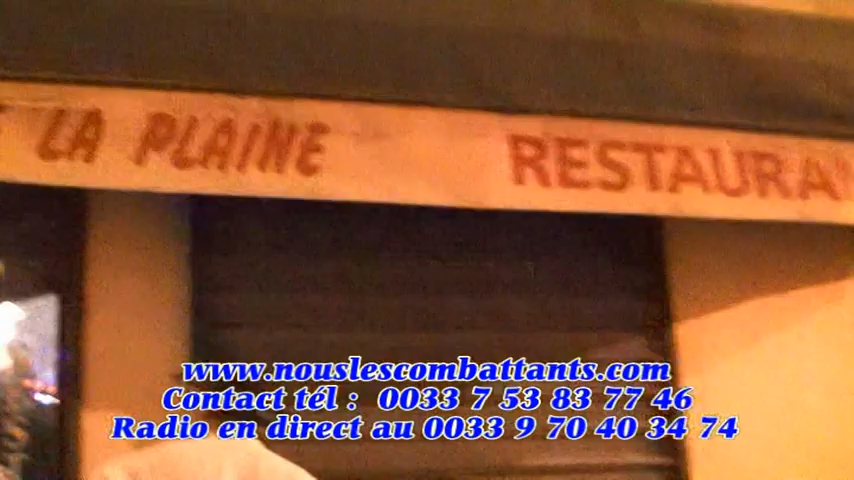 LA PLAINE RESTAURA
www.nouslescombattants.com
Contact tél : 0033 7 53 83 77 46
Radio en direct au 0033 9 70 40 34 74